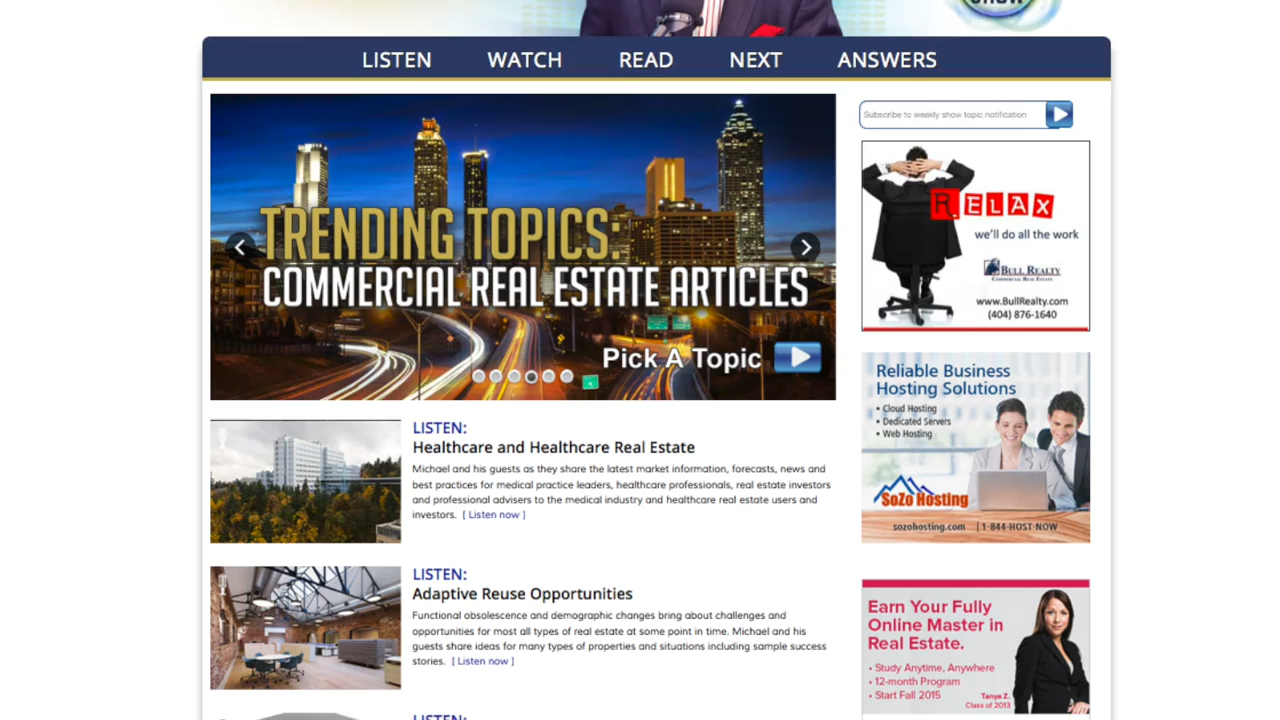 SHOW
LISTEN WATCH READ NEXT ANSWERS
TRENDING TOPICS:
COMMERCIAL REAL ESTATE ARTICLES
Pick A Topic
LISTEN:
Healthcare and Healthcare Real Estate
Michael and his guests as they share the latest market information, forecasts, news and
best practices for medical practice leaders, healthcare professionals, real estate investors
and professional advisers to the medical industry and healthcare real estate users and
investors. [ Listen now ]
LISTEN:
Adaptive Reuse Opportunities
Functional obsolescence and demographic changes bring about challenges and
opportunities for most all types of real estate at some point in time. Michael and his
guests share ideas for many types of properties and situations including sample success
stories. [ Listen now ]
LISTEN:
Subscribe to weekly show topic notification
RELAX
we'll do all the work
BULL REALTY
COMMERCIAL REAL ESTATE
www.BullRealty.com
(404) 876-1640
Reliable Business
Hosting Solutions
▪ Cloud Hosting
▪ Dedicated Servers
▪ Web Hosting
SoZo Hosting
sozohosting.com | 1-844-HOST-NOW
Earn Your Fully
Online Master in
Real Estate.
• Study Anytime, Anywhere
• 12-month Program
• Start Fall 2015
Tanya Z.
Class of 2013